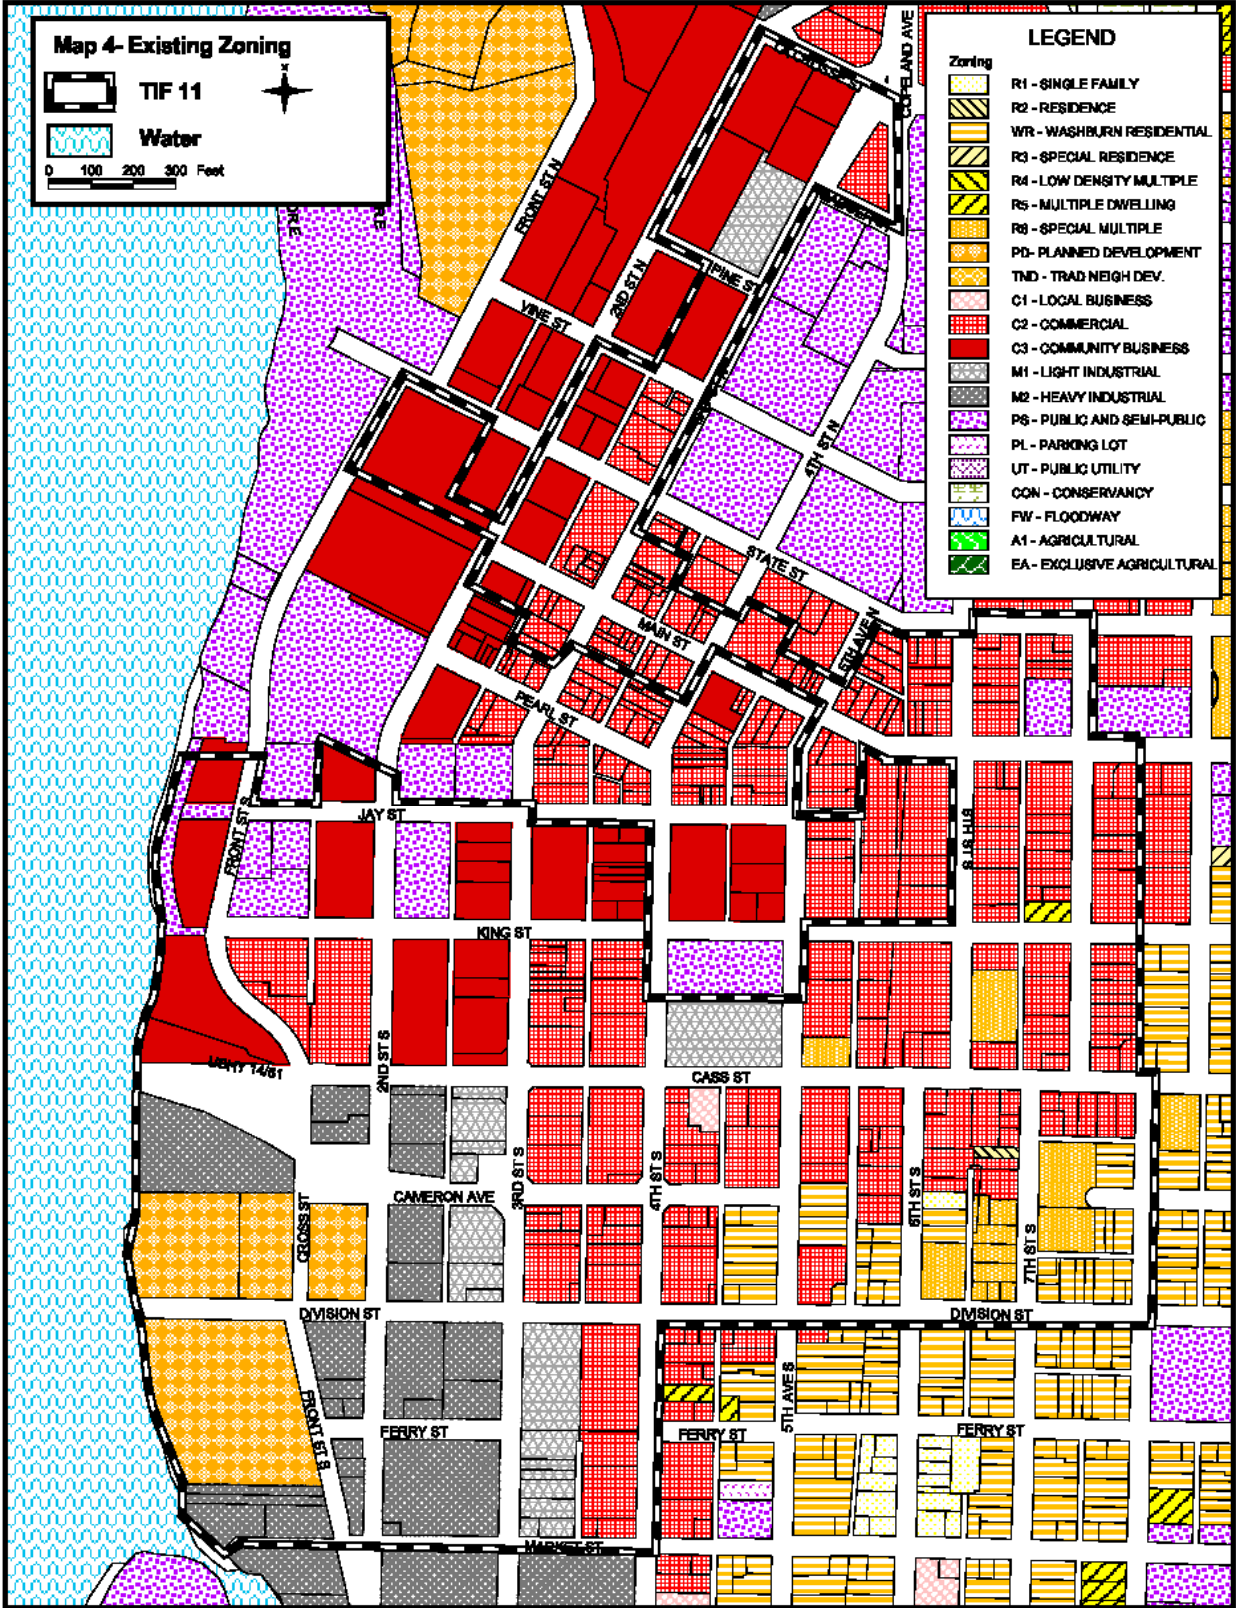 Map 4- Existing Zoning
TIF 11
N
Water
0 100 200 300 Feet
LEGEND
Zoning
R1 - SINGLE FAMILY
R2 - RESIDENCE
WR - WASHBURN RESIDENTIAL
R3 - SPECIAL RESIDENCE
R4 - LOW DENSITY MULTIPLE
R5 - MULTIPLE DWELLING
R6 - SPECIAL MULTIPLE
PD- PLANNED DEVELOPMENT
TND - TRAD NEIGH DEV.
C1 - LOCAL BUSINESS
C2 - COMMERCIAL
C3 - COMMUNITY BUSINESS
M1 - LIGHT INDUSTRIAL
M2 - HEAVY INDUSTRIAL
PS - PUBLIC AND SEMI-PUBLIC
PL - PARKING LOT
UT - PUBLIC UTILITY
CON - CONSERVANCY
FW - FLOODWAY
A1 - AGRICULTURAL
EA - EXCLUSIVE AGRICULTURAL
COPELAND AVE
FRONT ST N
2ND ST N
PINE ST
VINE ST
4TH ST N
STATE ST
MAIN ST
6TH AVE N
PEARL ST
JAY ST
FRONT ST S
8TH ST S
KING ST
2ND ST S
USHY 14/61
CASS ST
3RD ST S
4TH ST S
CAMERON AVE
6TH ST S
CROSS ST
7TH ST S
DIVISION ST
DIVISION ST
5TH AVE S
FRONT ST S
FERRY ST
FERRY ST
FERRY ST
MARKET ST